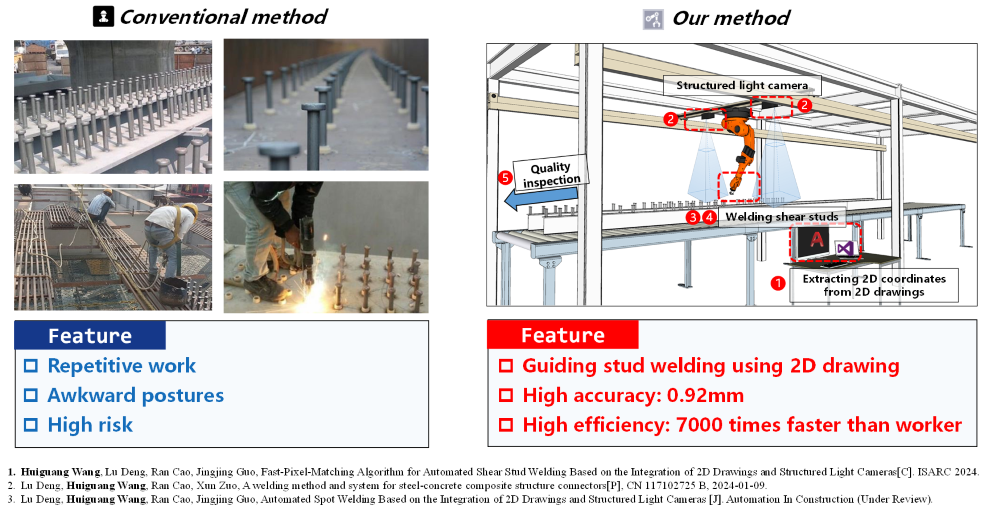 Conventional method
Our method
Structured light camera
2
2
5
Quality
inspection
3 4 Welding shear studs
A
1
Extracting 2D coordinates
from 2D drawings
Feature
Repetitive work
Awkward postures
High risk
Feature
Guiding stud welding using 2D drawing
High accuracy: 0.92mm
High efficiency: 7000 times faster than worker
1. Huiguang Wang, Lu Deng, Ran Cao, Jingjing Guo, Fast-Pixel-Matching Algorithm for Automated Shear Stud Welding Based on the Integration of 2D Drawings and Structured Light Cameras[C]. ISARC 2024.
2. Lu Deng, Huiguang Wang, Ran Cao, Xun Zuo, A welding method and system for steel-concrete composite structure connectors[P], CN 117102725 B, 2024-01-09.
3. Lu Deng, Huiguang Wang, Ran Cao, Jingjing Guo, Automated Spot Welding Based on the Integration of 2D Drawings and Structured Light Cameras [J]. Automation In Construction (Under Review).